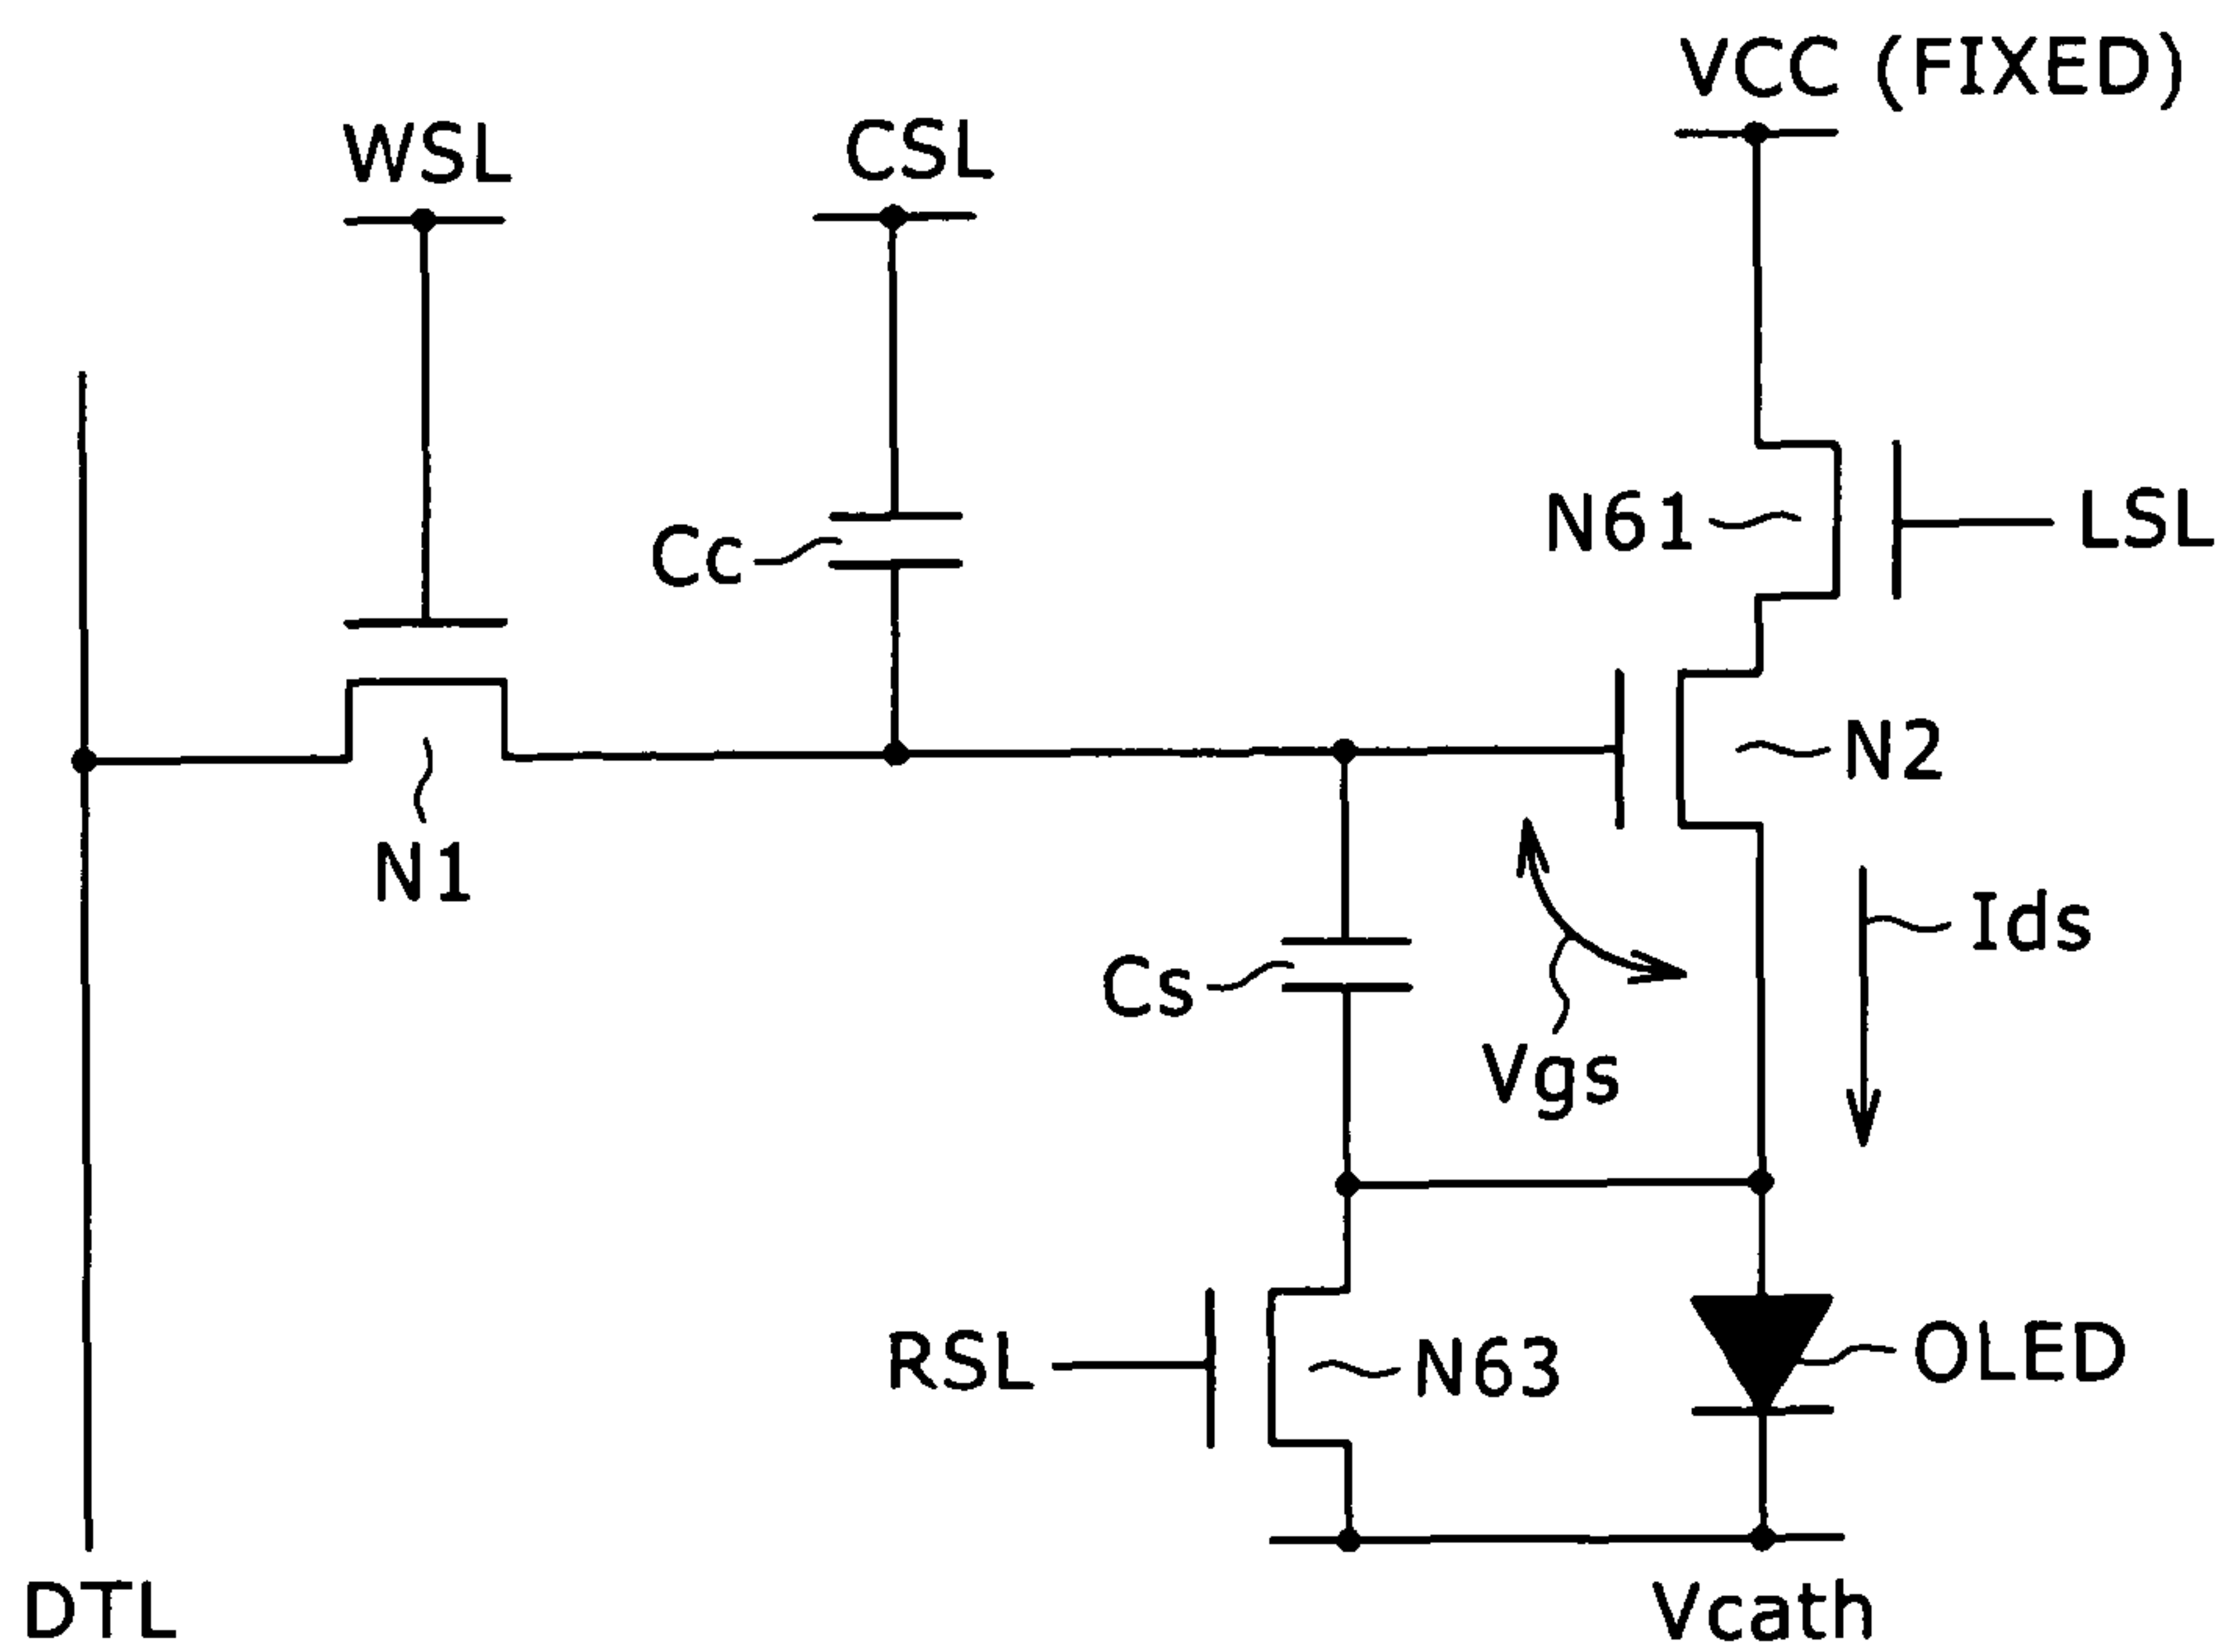 VCC (FIXED)
WSL
CSL
N61
LSL
Cc
N2
N1
Ids
Cs
Vgs
RSL
N63
OLED
DTL
Vcath